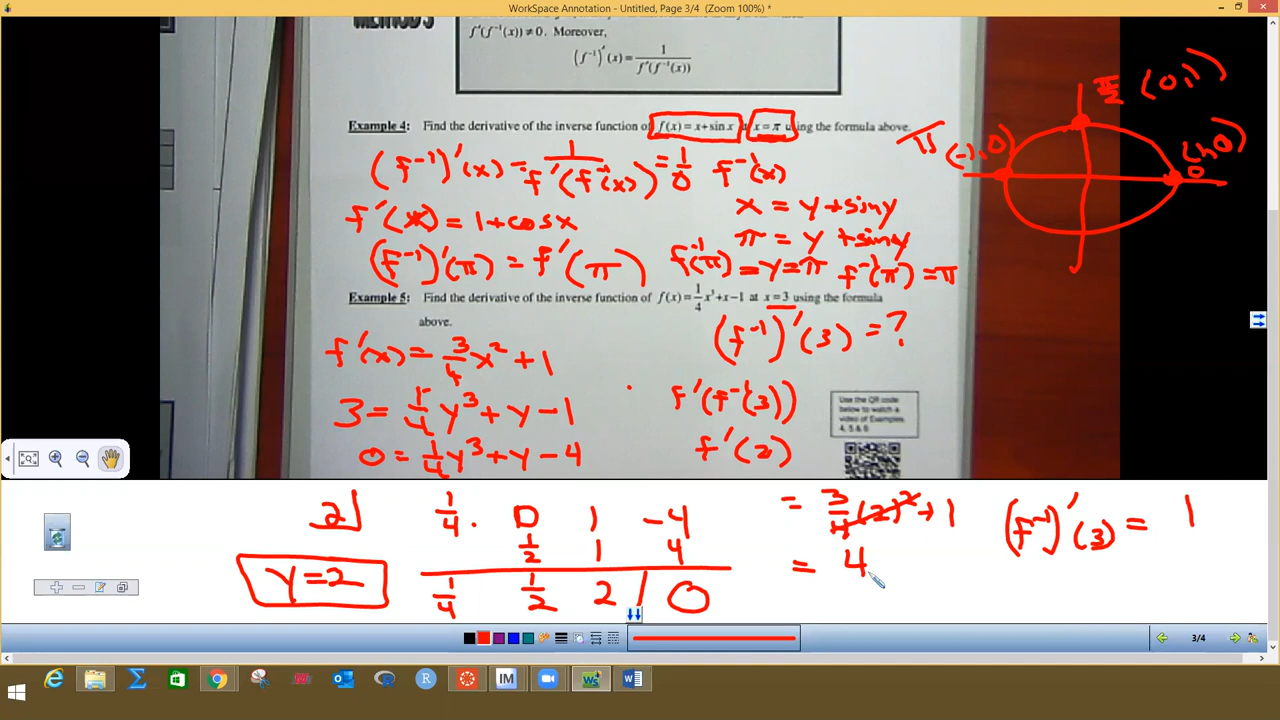 WorkSpace Annotation - Untitled, Page 3/4 (Zoom 100%) *
f'(f⁻¹(x)) ≠ 0. Moreover,
(f⁻¹)'(x) = 1/f'(f⁻¹(x))
Example 4: Find the derivative of the inverse function of f(x)=x+sin x at x=π using the formula above.
(f⁻¹)'(x) = 1/f'(f⁻¹(x)) = 1/0 f⁻¹(x)
f'(x) = 1+cosx
x = y+siny
π = y+siny
(f⁻¹)'(π) = f'(π)
f⁻¹(π) = y = π f⁻¹(π) = π
π/2 (0,1)
π (-1,0)
(1,0)
0
Example 5: Find the derivative of the inverse function of f(x)=1/4x³+x-1 at x=3 using the formula
above.
(f⁻¹)'(3) = ?
f'(x) = 3/4x²+1
3 = 1/4y³+y-1
0 = 1/4y³+y-4
f'(f⁻¹(3))
f'(2)
Use the QR code
below to watch a
video of Examples
4, 5 & 6
2 1/4 0 1 -4
1/2 1 4
1/4 1/2 2 0
y=2
= 3/4(2)²+1
= 4
(f⁻¹)'(3) = 1
3/4